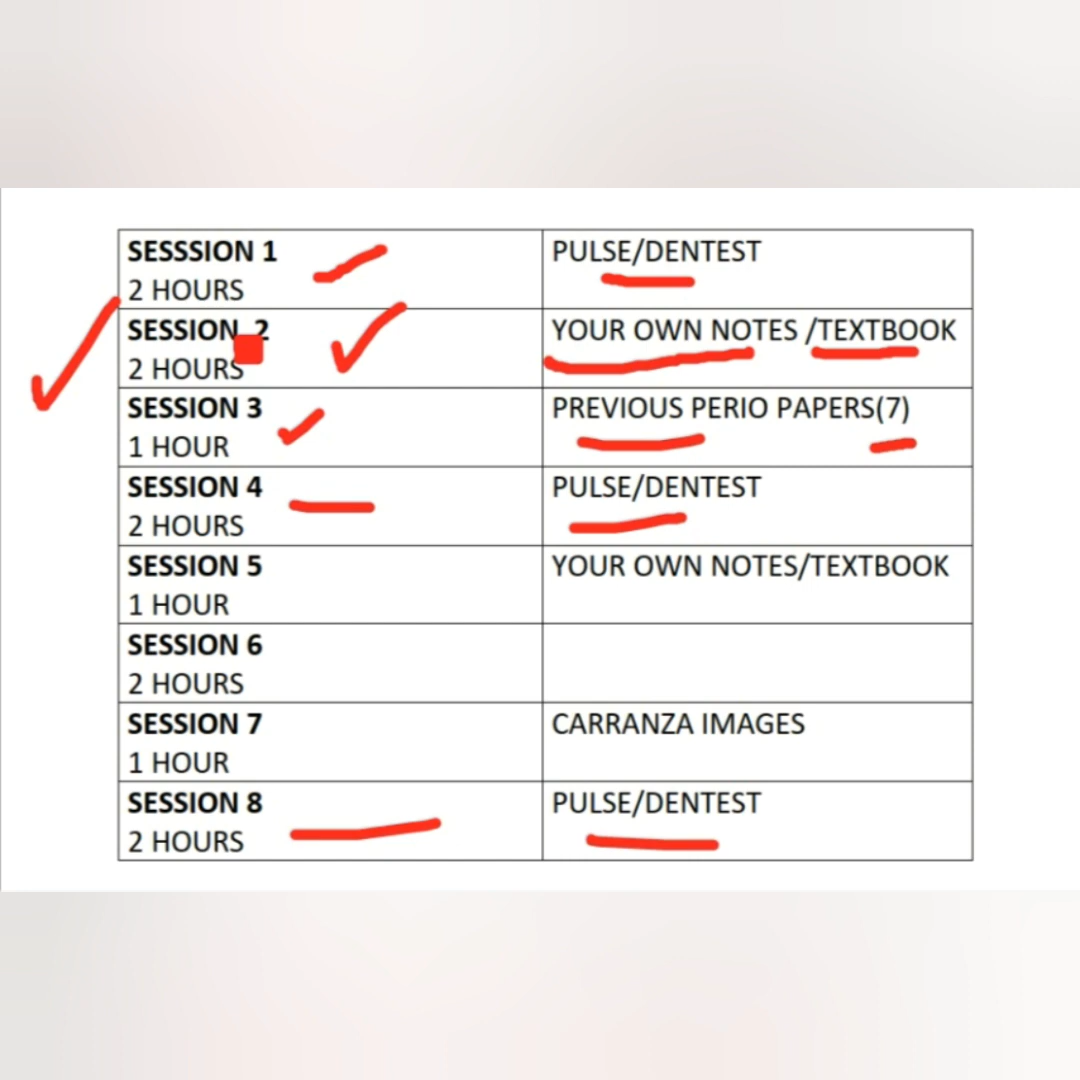 SESSSION 1
2 HOURS
PULSE/DENTEST
SESSION 2
2 HOURS
YOUR OWN NOTES /TEXTBOOK
SESSION 3
1 HOUR
PREVIOUS PERIO PAPERS(7)
SESSION 4
2 HOURS
PULSE/DENTEST
SESSION 5
1 HOUR
YOUR OWN NOTES/TEXTBOOK
SESSION 6
2 HOURS
SESSION 7
1 HOUR
CARRANZA IMAGES
SESSION 8
2 HOURS
PULSE/DENTEST